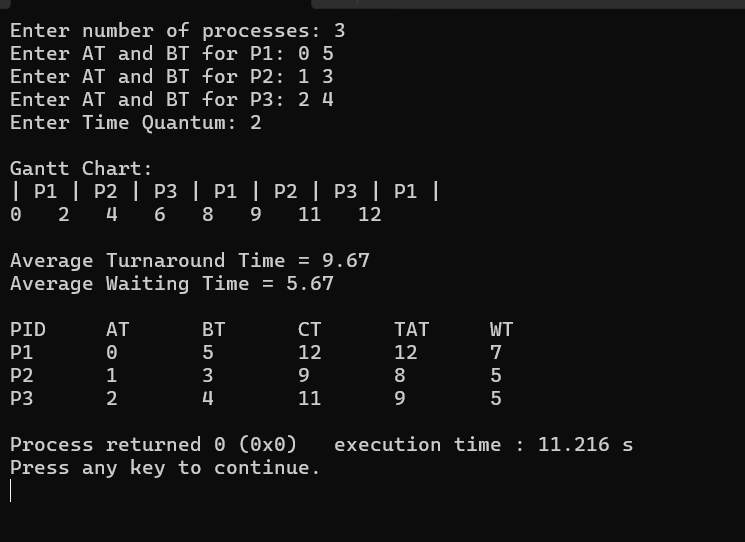 Enter number of processes: 3
Enter AT and BT for P1: 0 5
Enter AT and BT for P2: 1 3
Enter AT and BT for P3: 2 4
Enter Time Quantum: 2
Gantt Chart:
| P1 | P2 | P3 | P1 | P2 | P3 | P1 |
0   2   4   6   8   9   11   12
Average Turnaround Time = 9.67
Average Waiting Time = 5.67
PID     AT      BT      CT      TAT     WT
P1      0       5       12      12      7
P2      1       3       9       8       5
P3      2       4       11      9       5
Process returned 0 (0x0)   execution time : 11.216 s
Press any key to continue.